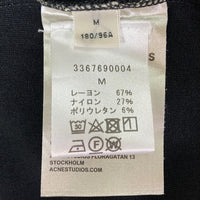 M
180/96A
S
3367690004
M
レーヨン 67%
ナイロン 27%
ポリウレタン 6%
FLORAGATAN 13
STOCKHOLM
ACNESTUDIOS.COM